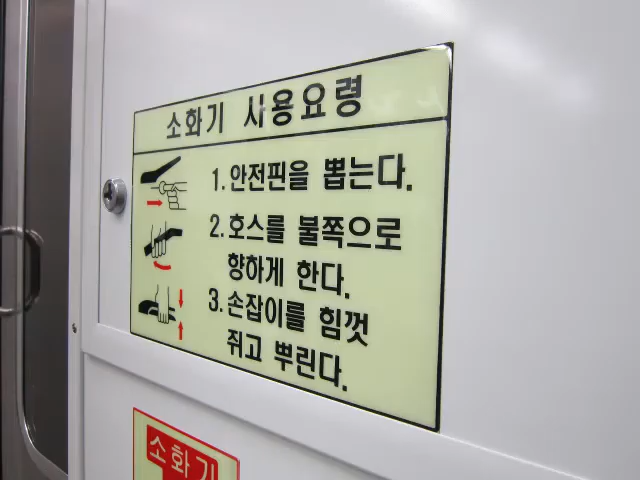 소화기 사용요령
1. 안전핀을 뽑는다.
2. 호스를 불쪽으로
향하게 한다.
3. 손잡이를 힘껏
쥐고 뿌린다.
소화기